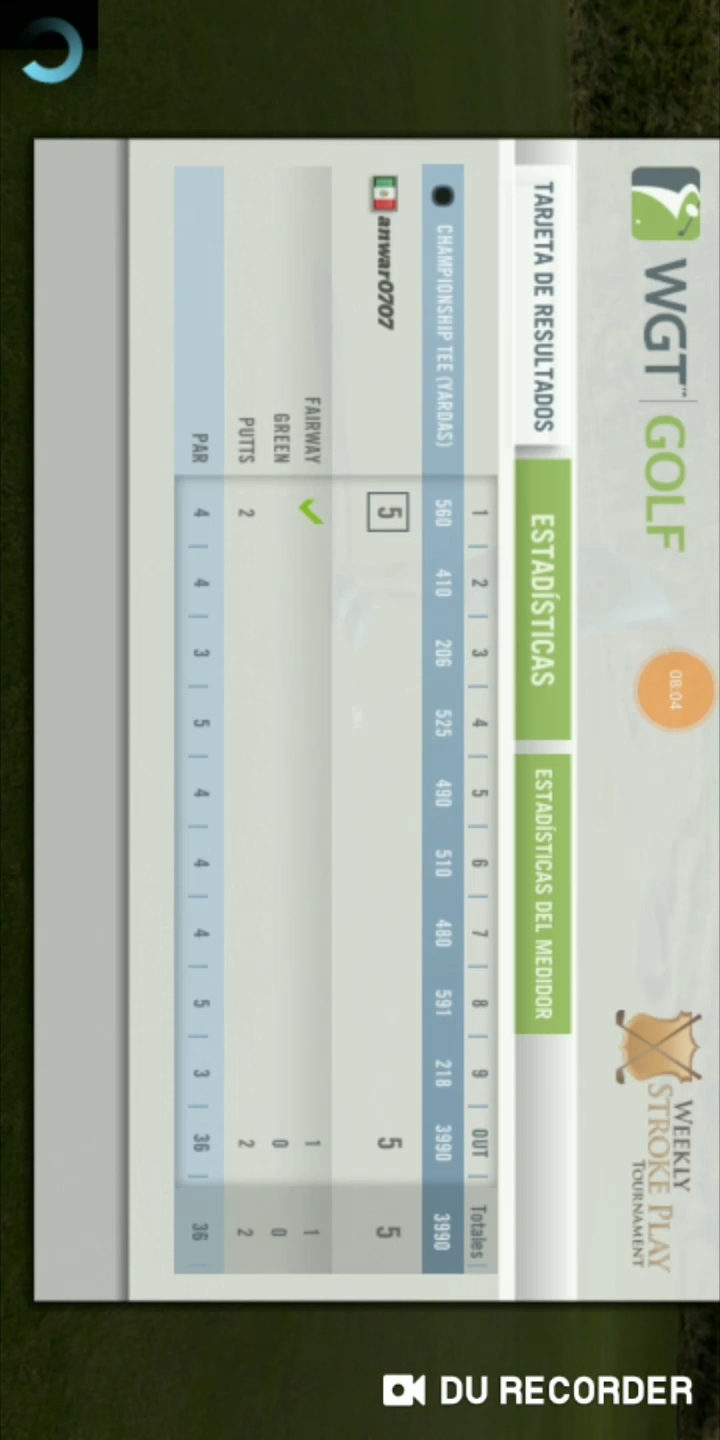 WGT GOLF
08:04
WEEKLY
STROKE PLAY
TOURNAMENT
TARJETA DE RESULTADOS ESTADÍSTICAS ESTADÍSTICAS DEL MEDIDOR
1 2 3 4 5 6 7 8 9 OUT Totales
CHAMPIONSHIP TEE (YARDAS) 560 410 206 525 490 510 480 591 218 3990 3990
anwar0707 5 5 5
FAIRWAY 1 1
GREEN 0 0
PUTTS 2 2 2
PAR 4 4 3 5 4 4 4 5 3 36 36
DU RECORDER